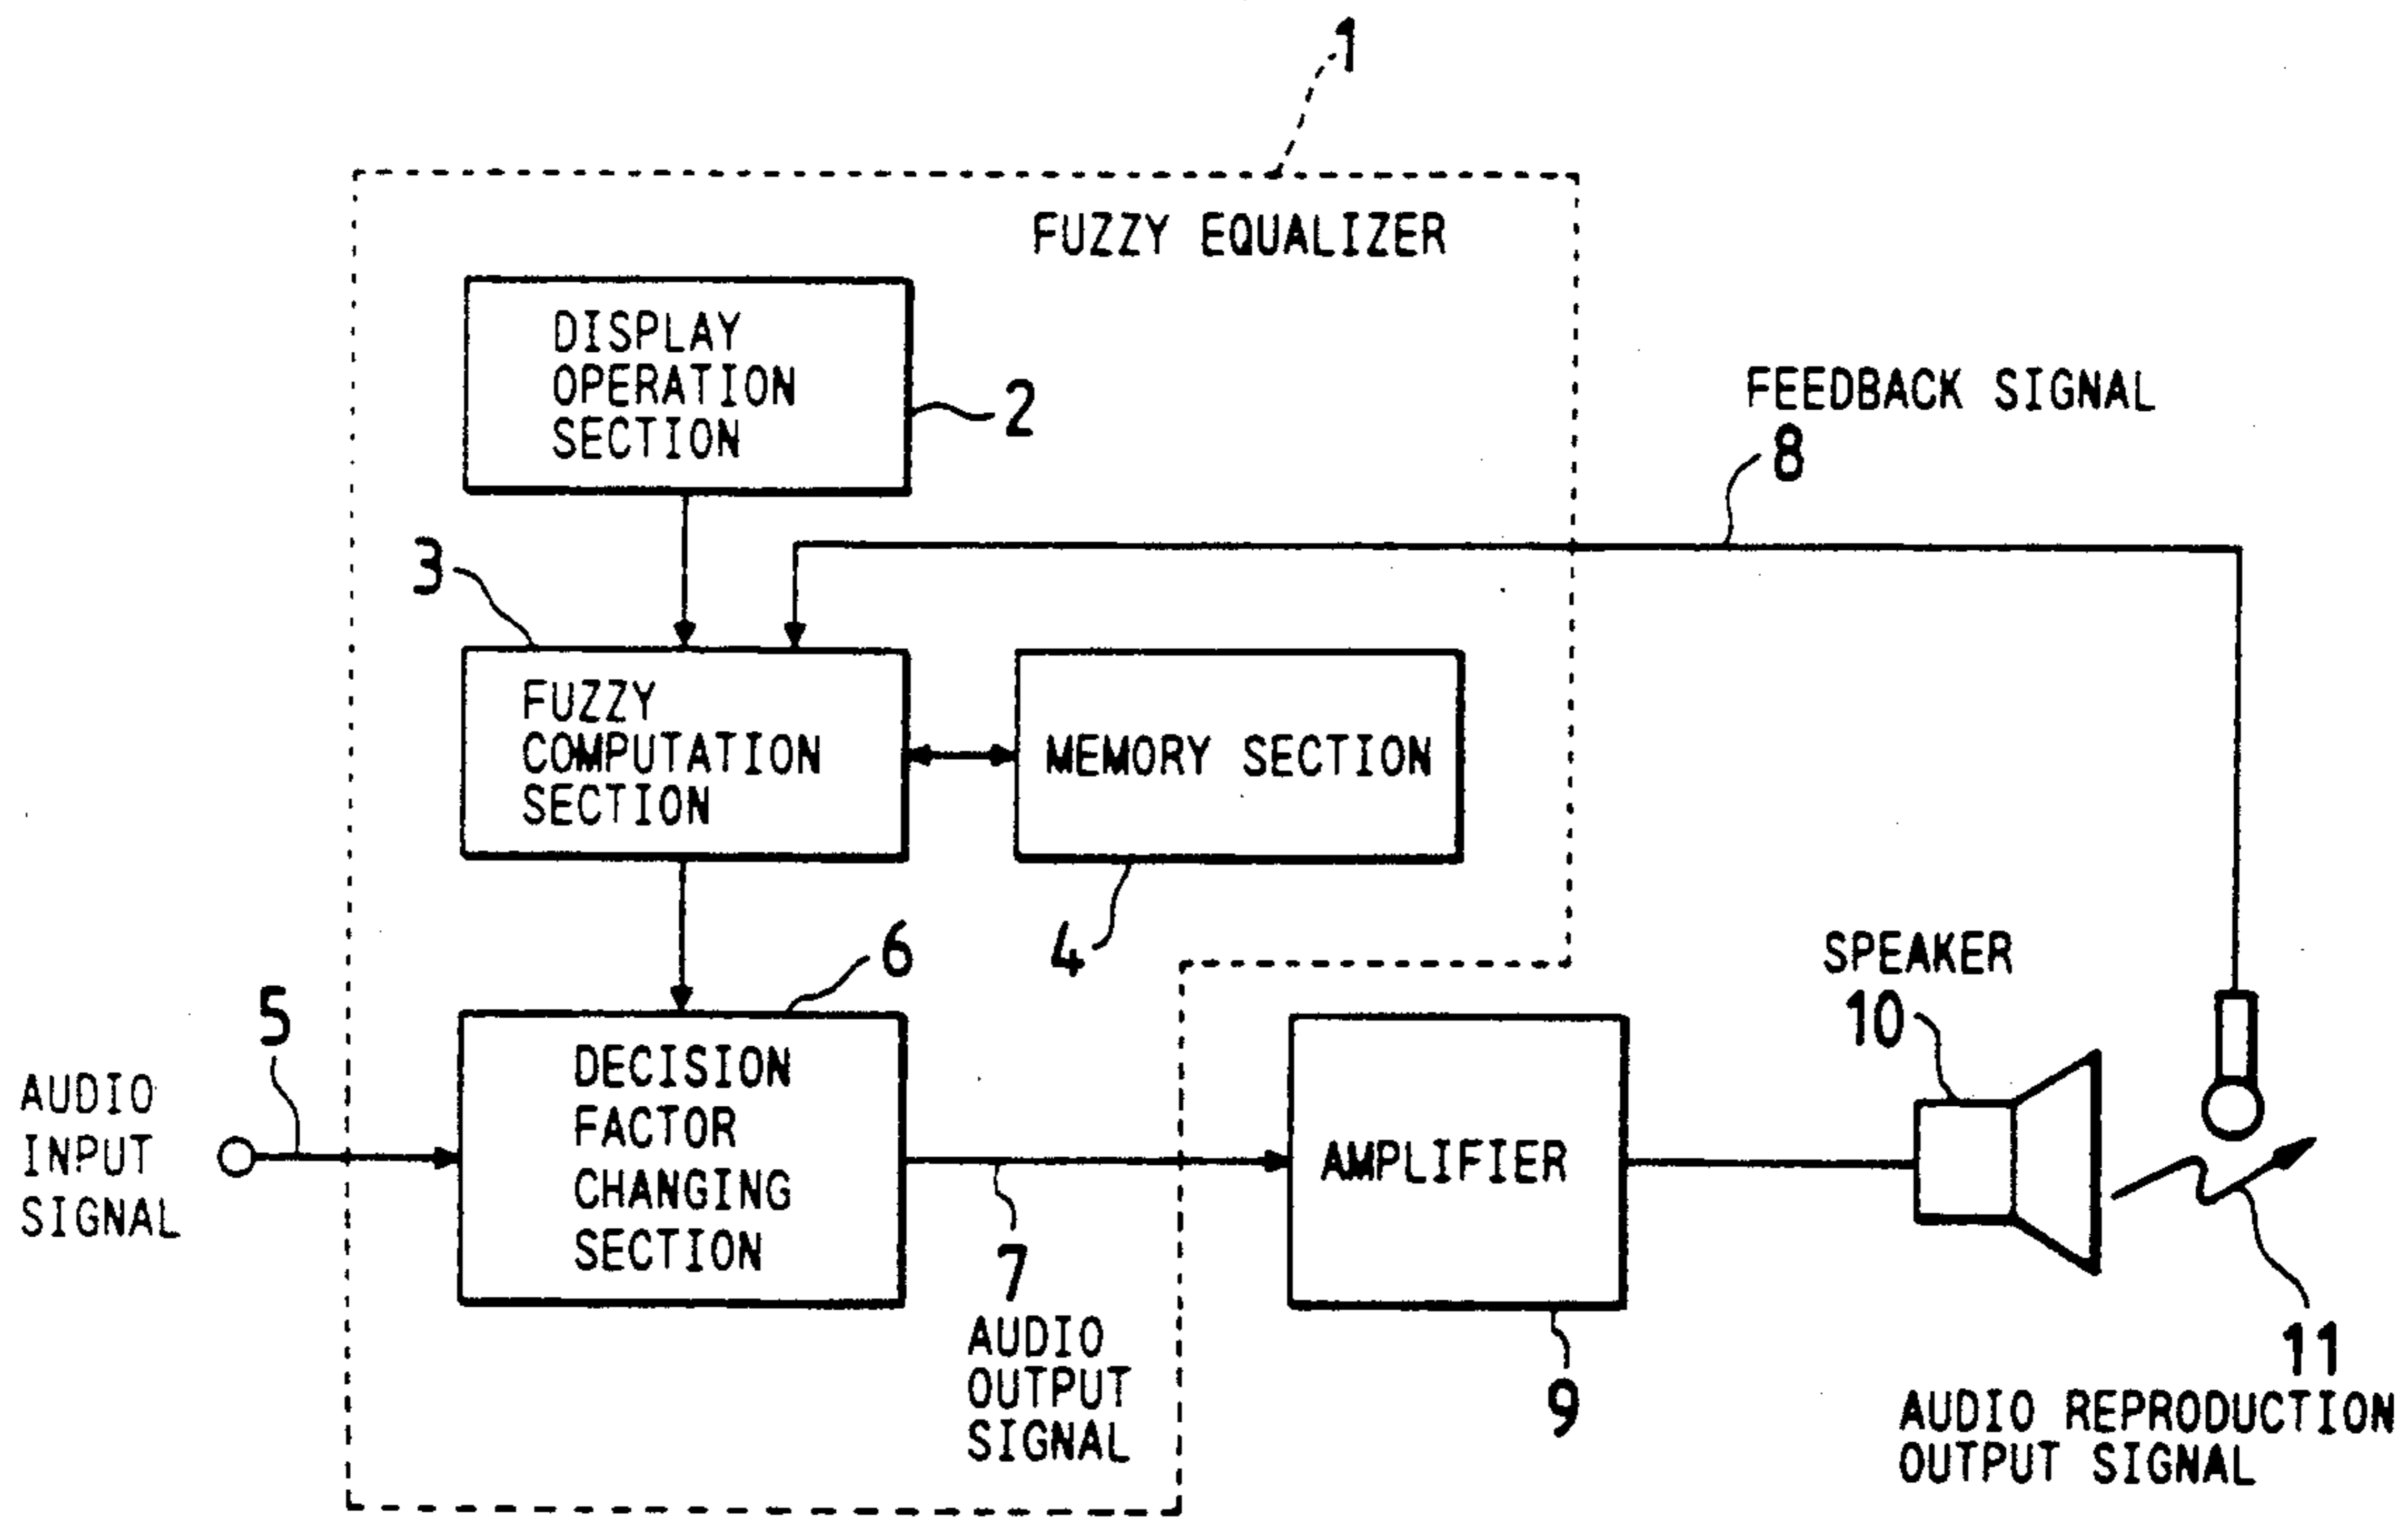 1
FUZZY EQUALIZER
DISPLAY
OPERATION
SECTION
2
FEEDBACK SIGNAL
8
3
FUZZY
COMPUTATION
SECTION
MEMORY SECTION
4
6
5
AUDIO
INPUT
SIGNAL
DECISION
FACTOR
CHANGING
SECTION
7
AUDIO
OUTPUT
SIGNAL
AMPLIFIER
9
SPEAKER
10
11
AUDIO REPRODUCTION
OUTPUT SIGNAL